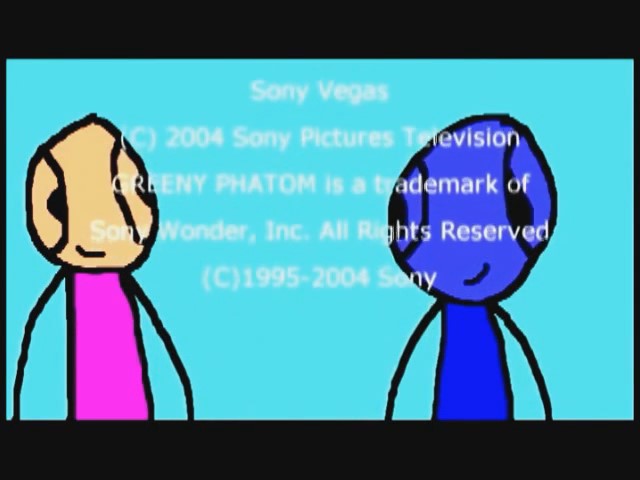 Sony Vegas
(C) 2004 Sony Pictures Television
GREENY PHATOM is a trademark of
Sony Wonder, Inc. All Rights Reserved
(C)1995-2004 Sony